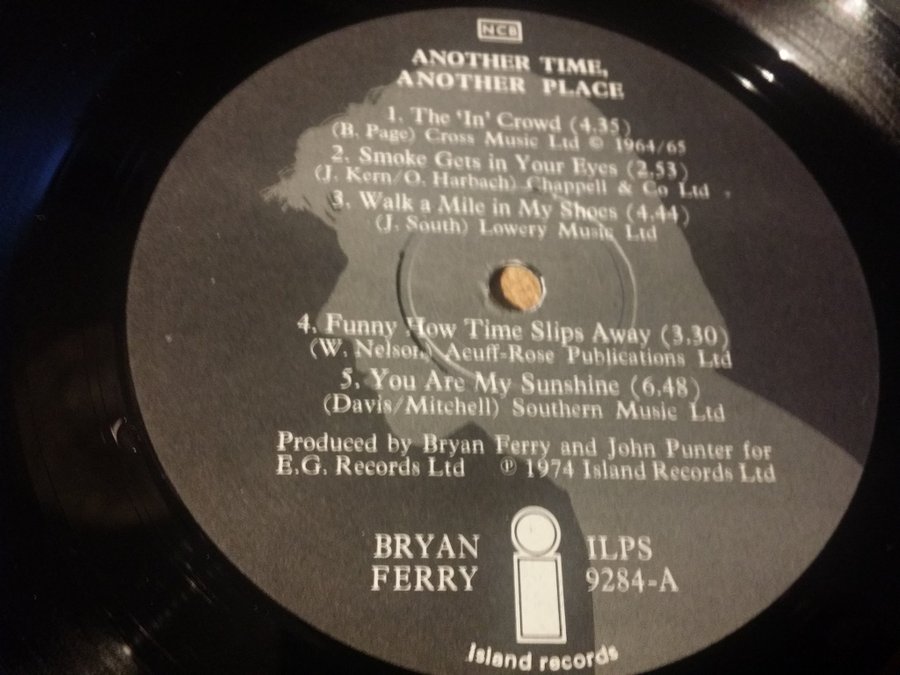 NCB
ANOTHER TIME,
ANOTHER PLACE
1. The 'In' Crowd (4.35)
(B. Page) Cross Music Ltd © 1964/65
2. Smoke Gets in Your Eyes (2.53)
(J. Kern/O. Harbach) Chappell & Co Ltd
3. Walk a Mile in My Shoes (4.44)
(J. South) Lowery Music Ltd
4. Funny How Time Slips Away (3.30)
(W. Nelson) Acuff-Rose Publications Ltd
5. You Are My Sunshine (6.48)
(Davis/Mitchell) Southern Music Ltd
Produced by Bryan Ferry and John Punter for
E.G. Records Ltd ℗ 1974 Island Records Ltd
BRYAN ILPS
FERRY 9284-A
island records